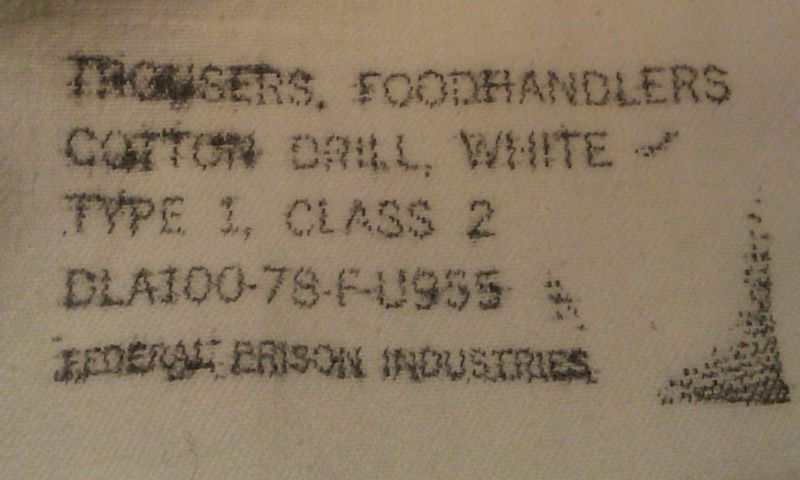 TROUSERS, FOODHANDLERS
COTTON DRILL, WHITE
TYPE 1, CLASS 2
DLA100-78-F-U955
FEDERAL PRISON INDUSTRIES